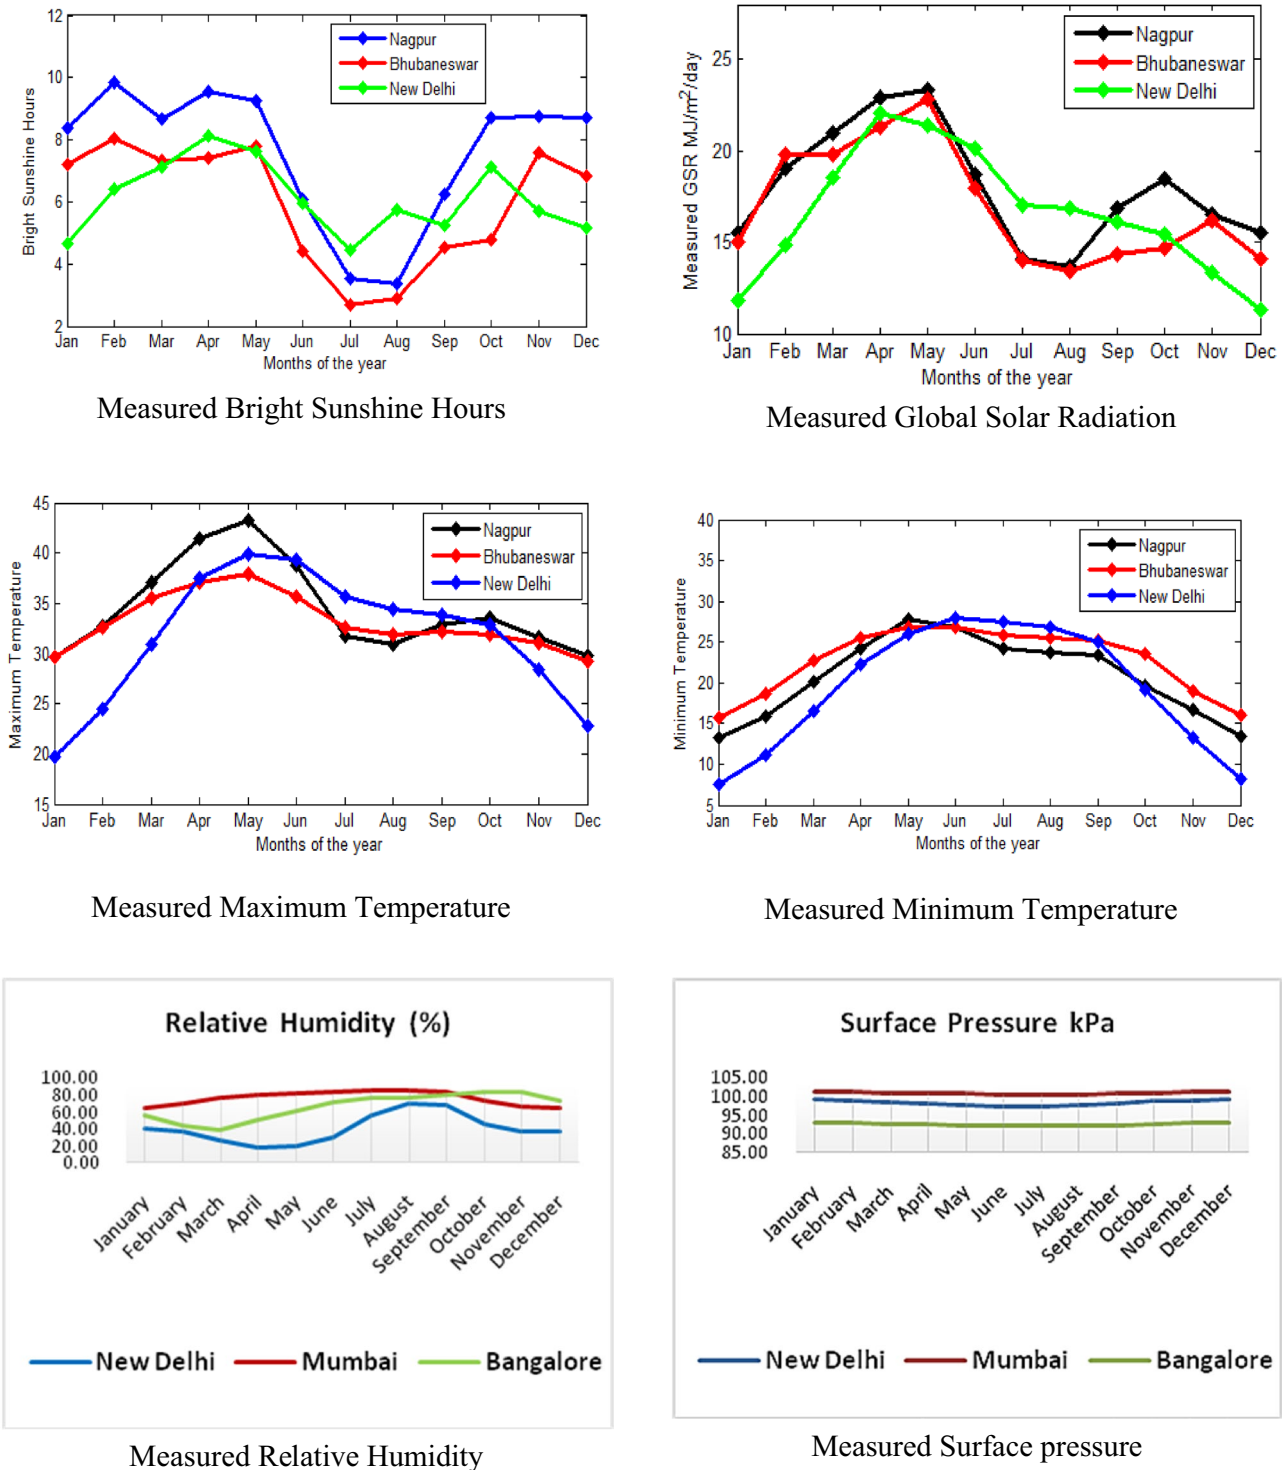 12
10
8
6
4
2
Bright Sunshine Hours
Nagpur
Bhubaneswar
New Delhi
Jan Feb Mar Apr May Jun Jul Aug Sep Oct Nov Dec
Months of the year
Measured Bright Sunshine Hours
25
20
15
10
Measured GSR MJ/m²/day
Nagpur
Bhubaneswar
New Delhi
Jan Feb Mar Apr May Jun Jul Aug Sep Oct Nov Dec
Months of the year
Measured Global Solar Radiation
45
40
35
30
25
20
15
Maximum Temperature
Nagpur
Bhubaneswar
New Delhi
Jan Feb Mar Apr May Jun Jul Aug Sep Oct Nov Dec
Months of the year
Measured Maximum Temperature
40
35
30
25
20
15
10
5
Minimum Temperature
Nagpur
Bhubaneswar
New Delhi
Jan Feb Mar Apr May Jun Jul Aug Sep Oct Nov Dec
Months of the year
Measured Minimum Temperature
Relative Humidity (%)
100.00
80.00
60.00
40.00
20.00
0.00
January February March April May June July August September October November December
New Delhi Mumbai Bangalore
Measured Relative Humidity
Surface Pressure kPa
105.00
100.00
95.00
90.00
85.00
January February March April May June July August September October November December
New Delhi Mumbai Bangalore
Measured Surface pressure